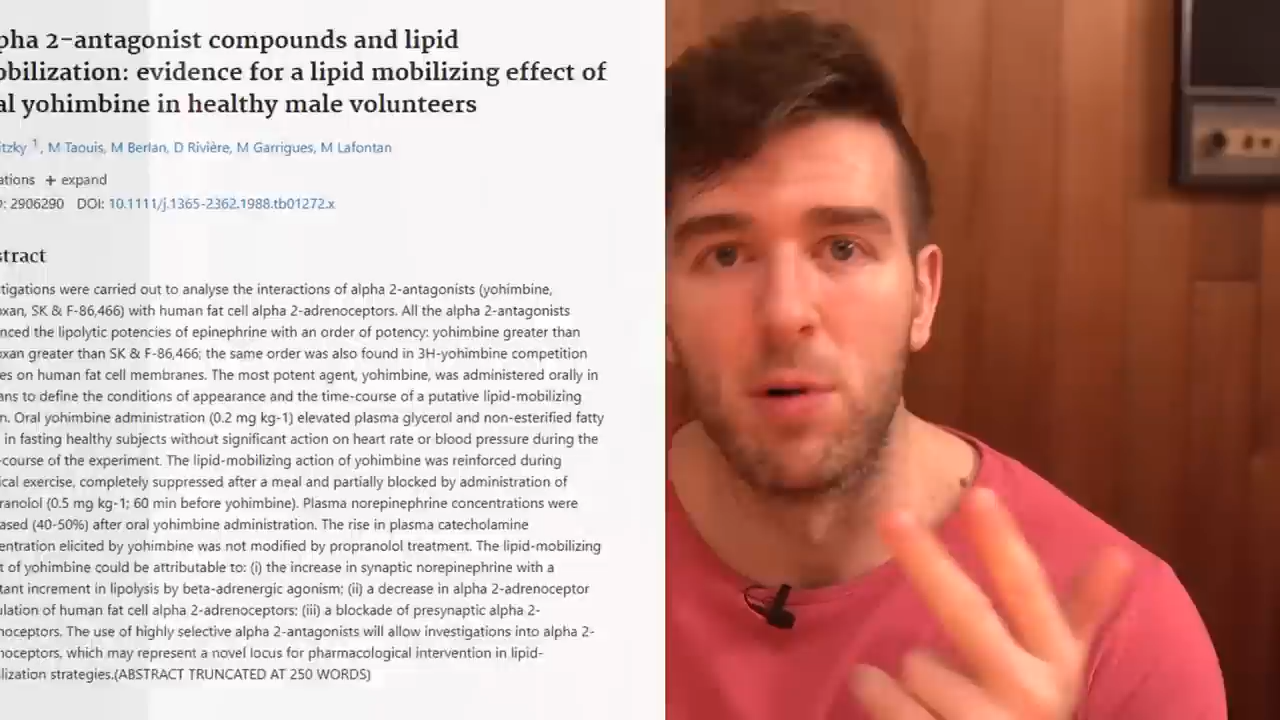 pha 2-antagonist compounds and lipid
obilization: evidence for a lipid mobilizing effect of
al yohimbine in healthy male volunteers
itzky 1, M Taouis, M Berlan, D Rivière, M Garrigues, M Lafontan
ations + expand
D: 2906290 DOI: 10.1111/j.1365-2362.1988.tb01272.x
stract
stigations were carried out to analyse the interactions of alpha 2-antagonists (yohimbine,
oxan, SK & F-86,466) with human fat cell alpha 2-adrenoceptors. All the alpha 2-antagonists
nced the lipolytic potencies of epinephrine with an order of potency: yohimbine greater than
oxan greater than SK & F-86,466; the same order was also found in 3H-yohimbine competition
es on human fat cell membranes. The most potent agent, yohimbine, was administered orally in
ans to define the conditions of appearance and the time-course of a putative lipid-mobilizing
n. Oral yohimbine administration (0.2 mg kg-1) elevated plasma glycerol and non-esterified fatty
in fasting healthy subjects without significant action on heart rate or blood pressure during the
-course of the experiment. The lipid-mobilizing action of yohimbine was reinforced during
ical exercise, completely suppressed after a meal and partially blocked by administration of
ranolol (0.5 mg kg-1; 60 min before yohimbine). Plasma norepinephrine concentrations were
ased (40-50%) after oral yohimbine administration. The rise in plasma catecholamine
entration elicited by yohimbine was not modified by propranolol treatment. The lipid-mobilizing
t of yohimbine could be attributable to: (i) the increase in synaptic norepinephrine with a
tant increment in lipolysis by beta-adrenergic agonism; (ii) a decrease in alpha 2-adrenoceptor
ulation of human fat cell alpha 2-adrenoceptors; (iii) a blockade of presynaptic alpha 2-
noceptors. The use of highly selective alpha 2-antagonists will allow investigations into alpha 2-
noceptors, which may represent a novel locus for pharmacological intervention in lipid-
lization strategies.(ABSTRACT TRUNCATED AT 250 WORDS)